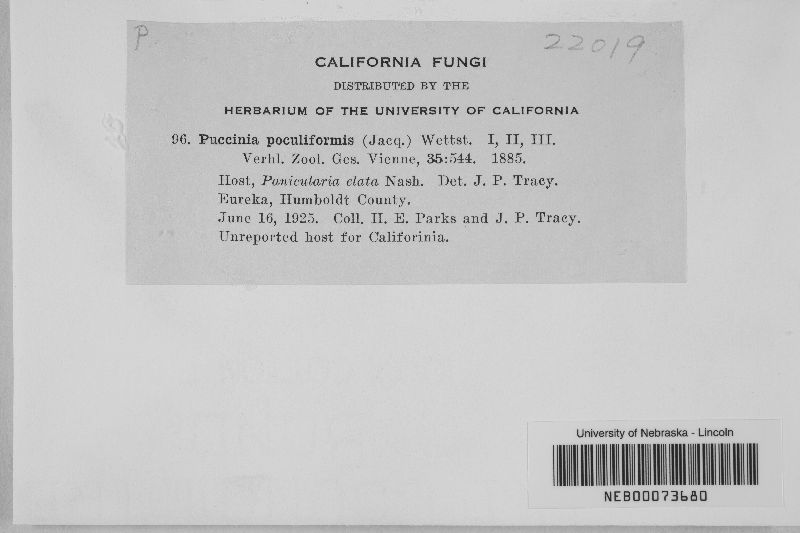 P
22019
CALIFORNIA FUNGI
DISTRIBUTED BY THE
HERBARIUM OF THE UNIVERSITY OF CALIFORNIA
96. Puccinia poculiformis (Jacq.) Wettst. I, II, III.
Verhl. Zool. Ges. Vienne, 35:544. 1885.
Host, Panicularia elata Nash. Det. J. P. Tracy.
Eureka, Humboldt County.
June 16, 1925. Coll. H. E. Parks and J. P. Tracy.
Unreported host for Califorinia.
University of Nebraska - Lincoln
NEB00073680